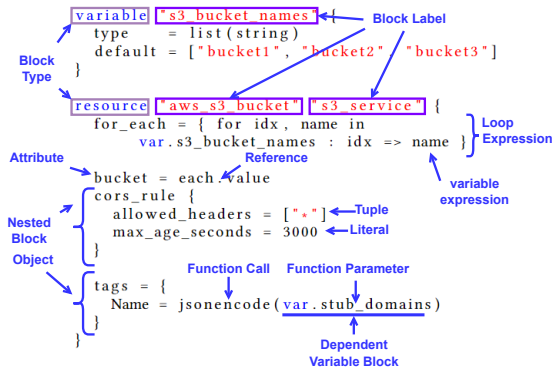 variable "s3_bucket_names" {
Block Label
type = list(string)
default = ["bucket1", "bucket2" "bucket3"]
}
Block
Type
resource "aws_s3_bucket" "s3_service" {
for_each = { for idx, name in
var.s3_bucket_names : idx => name }
Loop
Expression
Attribute
Reference
bucket = each.value
variable
expression
cors_rule {
allowed_headers = ["*"]
Tuple
max_age_seconds = 3000
Literal
}
Nested
Block
Object
Function Call
Function Parameter
tags = {
Name = jsonencode(var.stub_domains)
}
}
Dependent
Variable Block